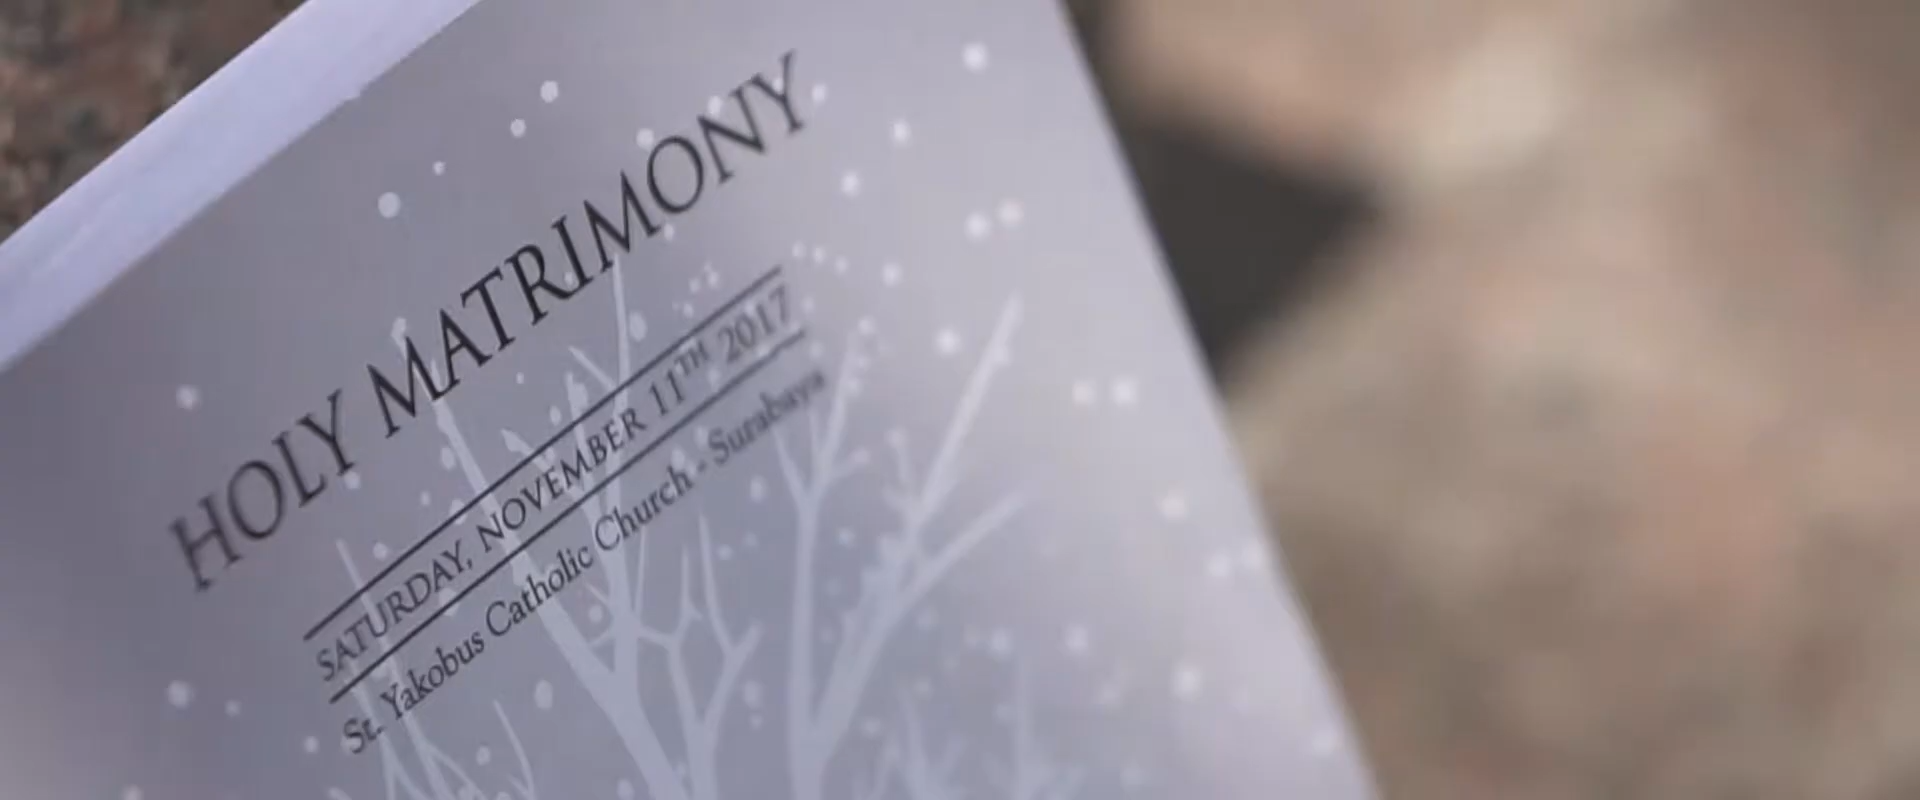 HOLY MATRIMONY
SATURDAY, NOVEMBER 11TH 2017
St. Yakobus Catholic Church - Surabaya